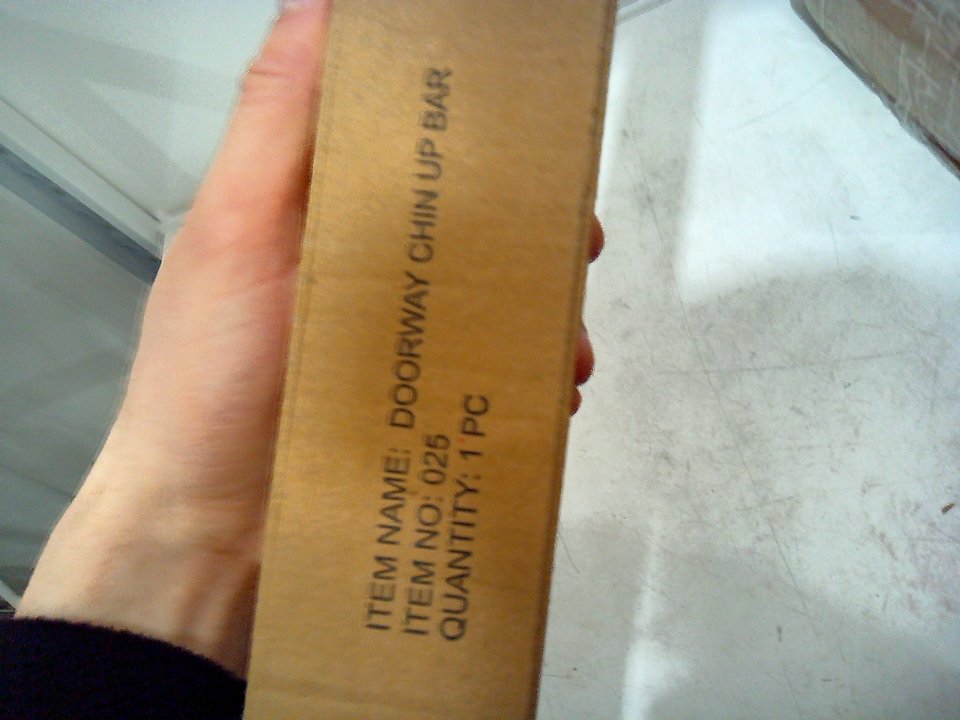 ITEM NAME: DOORWAY CHIN UP BAR
ITEM NO: 025
QUANTITY: 1 PC